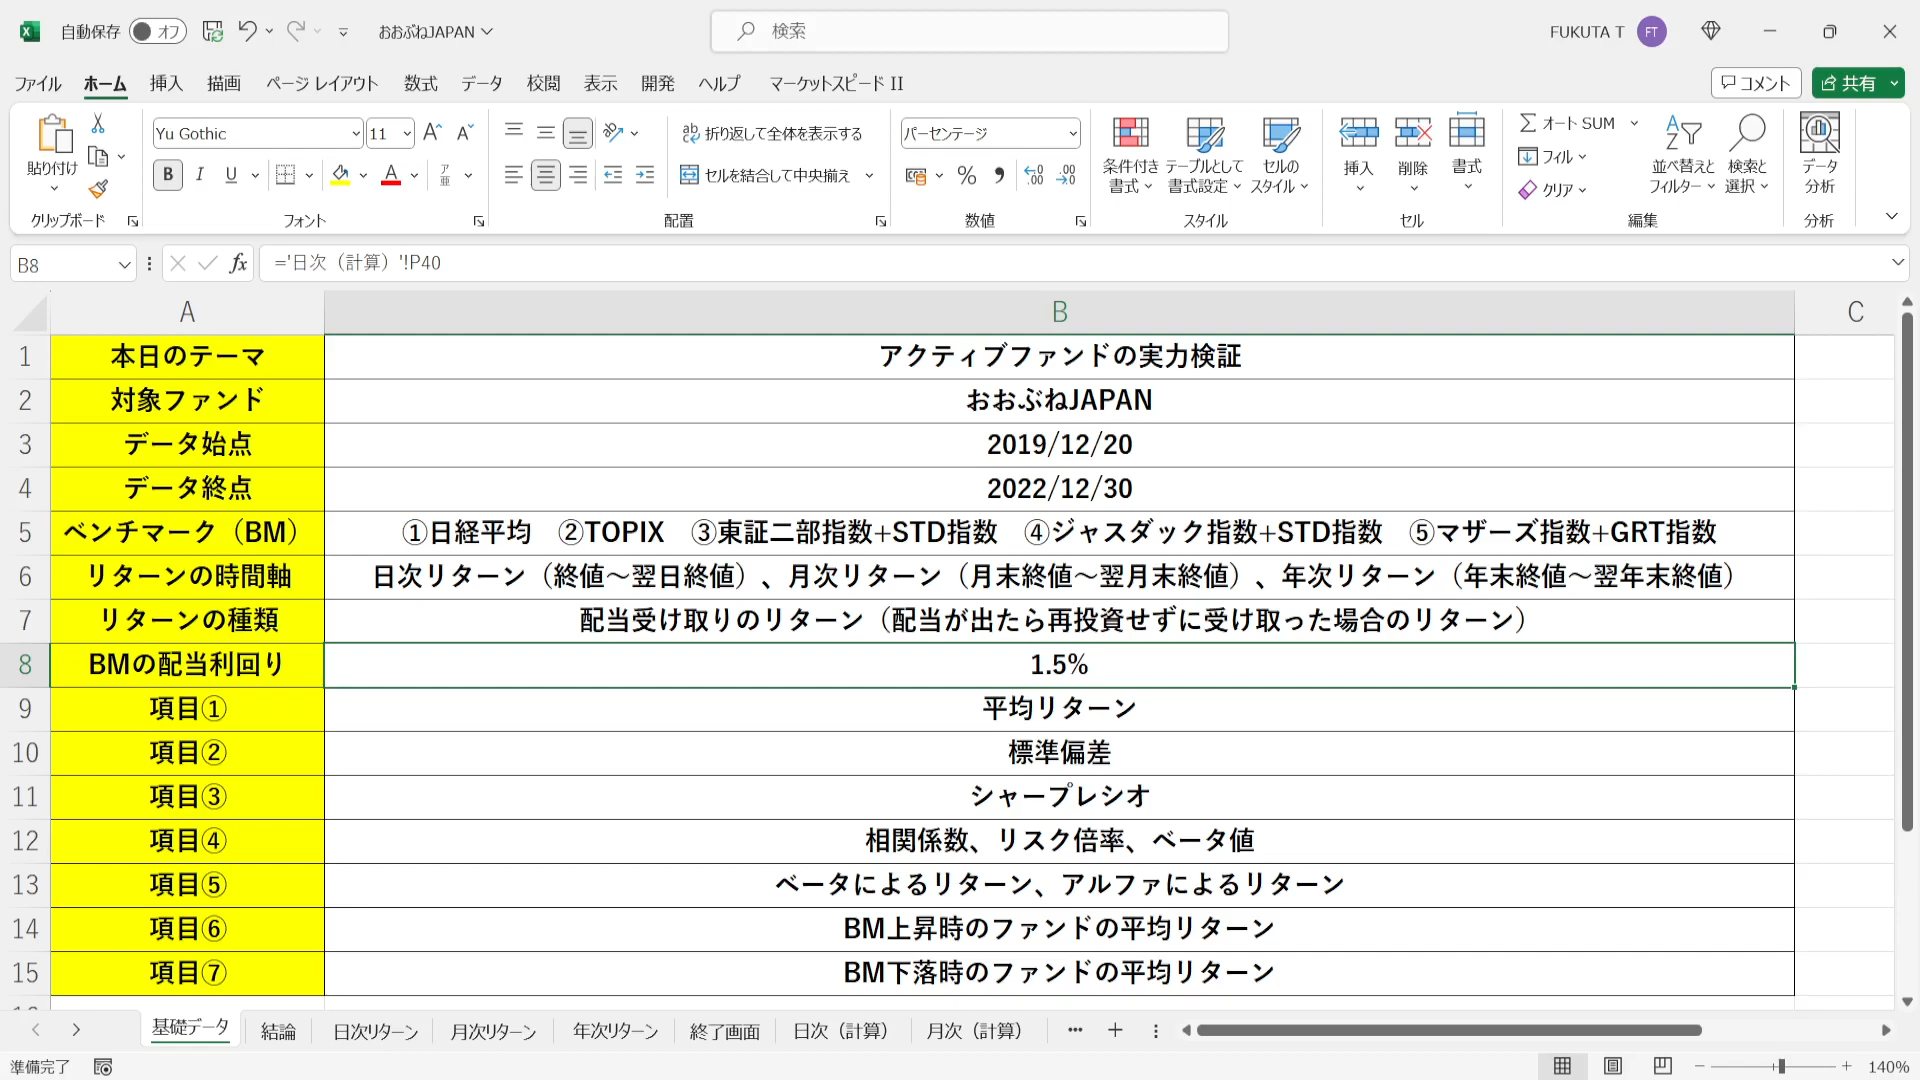 自動保存 オフ おおぶねJAPAN 検索 FUKUTA T FT
ファイル ホーム 挿入 描画 ページ レイアウト 数式 データ 校閲 表示 開発 ヘルプ マーケットスピード II コメント 共有
貼り付け
クリップボード
Yu Gothic 11
B I U A ア亜
フォント
折り返して全体を表示する
セルを結合して中央揃え
配置
パーセンテージ
数値
条件付き書式
テーブルとして書式設定
セルのスタイル
スタイル
挿入 削除 書式
セル
オート SUM
フィル
クリア
並べ替えとフィルター
検索と選択
編集
データ分析
分析
B8 fx ='日次（計算）'!P40
A B C
1 本日のテーマ アクティブファンドの実力検証
2 対象ファンド おおぶねJAPAN
3 データ始点 2019/12/20
4 データ終点 2022/12/30
5 ベンチマーク（BM） ①日経平均　②TOPIX　③東証二部指数+STD指数　④ジャスダック指数+STD指数　⑤マザーズ指数+GRT指数
6 リターンの時間軸 日次リターン（終値～翌日終値）、月次リターン（月末終値～翌月末終値）、年次リターン（年末終値～翌年末終値）
7 リターンの種類 配当受け取りのリターン（配当が出たら再投資せずに受け取った場合のリターン）
8 BMの配当利回り 1.5%
9 項目① 平均リターン
10 項目② 標準偏差
11 項目③ シャープレシオ
12 項目④ 相関係数、リスク倍率、ベータ値
13 項目⑤ ベータによるリターン、アルファによるリターン
14 項目⑥ BM上昇時のファンドの平均リターン
15 項目⑦ BM下落時のファンドの平均リターン
基礎データ 結論 日次リターン 月次リターン 年次リターン 終了画面 日次（計算） 月次（計算） ...
準備完了 140%